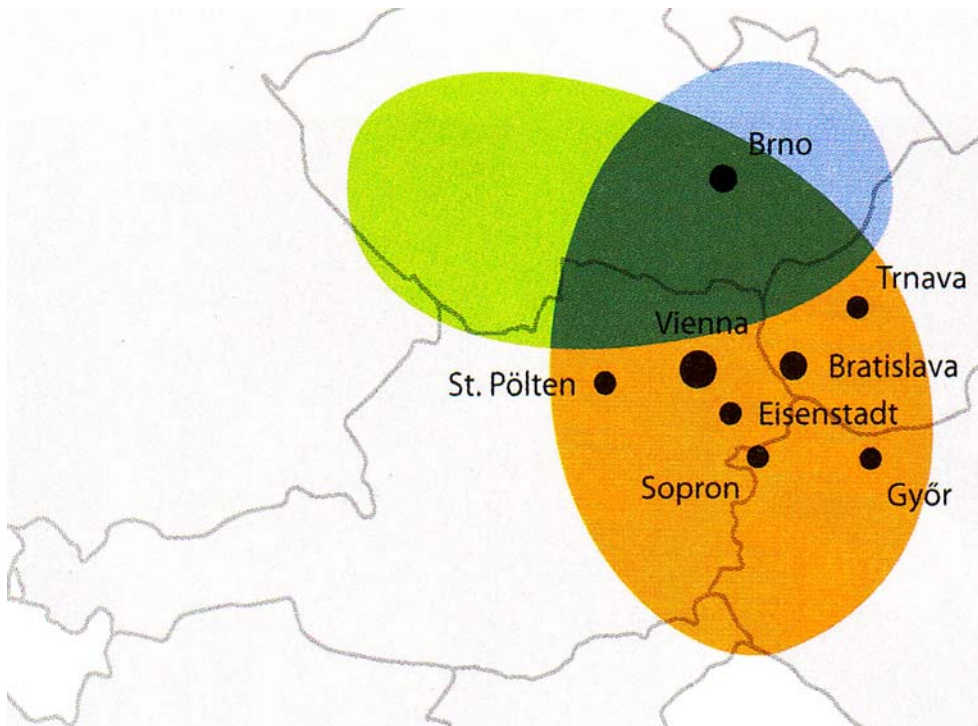 Brno
Trnava
Vienna
Bratislava
St. Pölten
Eisenstadt
Sopron
Győr